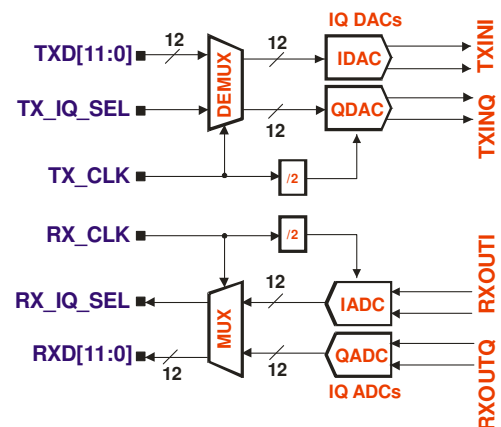 IQ DACs
TXD[11:0]
12
12
IDAC
TXINI
DEMUX
TX_IQ_SEL
12
QDAC
TXINQ
TX_CLK
/2
RX_CLK
/2
RXOUTI
RX_IQ_SEL
MUX
12
IADC
RXD[11:0]
12
12
QADC
RXOUTQ
IQ ADCs